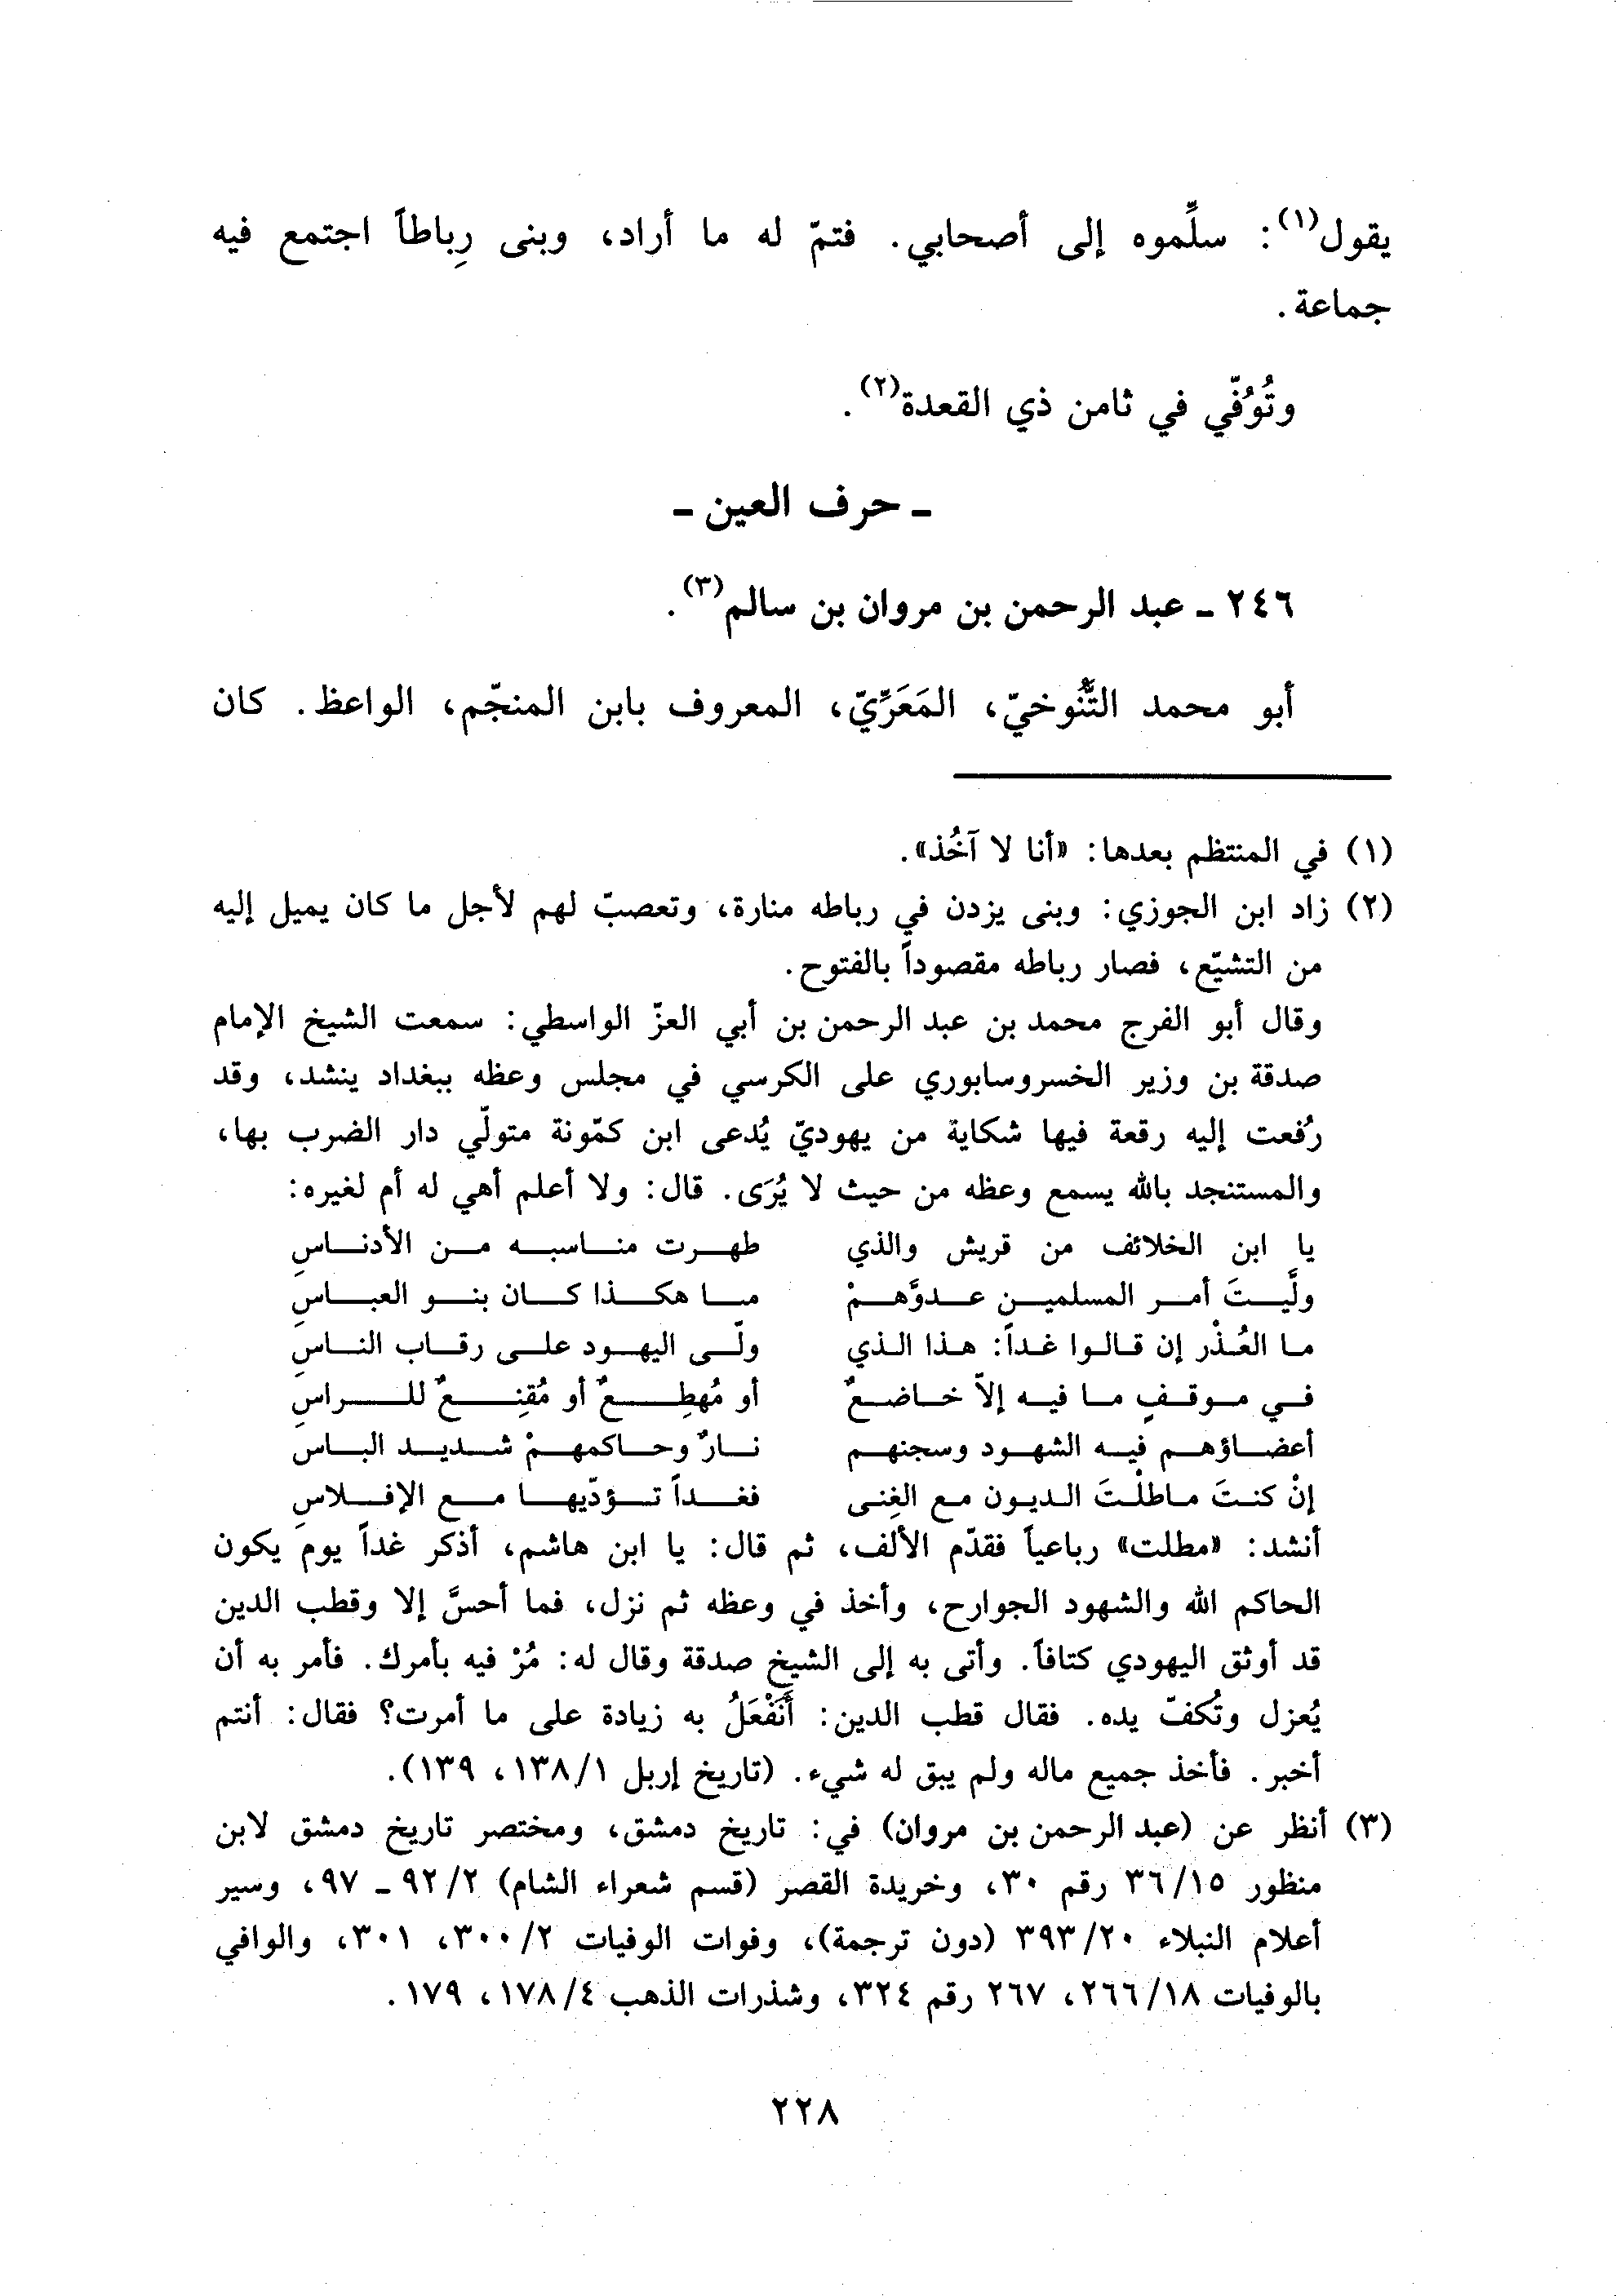 يقول(١): سلِّموه إلى أصحابي. فتمّ له ما أراد، وبنى رِباطاً اجتمع فيه
جماعة.
وتُوُفّي في ثامن ذي القعدة(٢).
ـ حرف العين ـ
٢٤٦ ـ عبد الرحمن بن مروان بن سالم(٣).
أبو محمد التَّنُوخيّ، المَعَرِّيّ، المعروف بابن المنجّم، الواعظ. كان
(١) في المنتظم بعدها: «أنا لا آخُذ».
(٢) زاد ابن الجوزي: وبنى يزدن في رباطه منارة، وتعصبّ لهم لأجل ما كان يميل إليه
من التشيّع، فصار رباطه مقصوداً بالفتوح.
وقال أبو الفرج محمد بن عبد الرحمن بن أبي العزّ الواسطي: سمعت الشيخ الإمام
صدقة بن وزير الخسروسابوري على الكرسي في مجلس وعظه ببغداد ينشد، وقد
رُفعت إليه رقعة فيها شكاية من يهوديّ يُدعى ابن كمّونة متولّي دار الضرب بها،
والمستنجد بالله يسمع وعظه من حيث لا يُرَى. قال: ولا أعلم أهي له أم لغيره:
يا ابن الخلائف من قريش والذي طهرت مناسبه من الأدناسِ
ولَّيتَ أمر المسلمين عدوَّهمْ ما هكذا كان بنو العباسِ
ما العُذْر إن قالوا غداً: هذا الذي ولّى اليهود على رقاب الناسِ
في موقفٍ ما فيه إلاّ خاضعٌ أو مُهطِعٌ أو مُقنِعٌ للراسِ
أعضاؤهم فيه الشهود وسجنهم نارٌ وحاكمهمْ شديد الباس
إنْ كنتَ ماطلْتَ الديون مع الغِنى فغداً تؤدّيها مع الإفلاسِ
أنشد: «مطلت» رباعياً فقدّم الألف، ثم قال: يا ابن هاشم، أذكر غداً يوم يكون
الحاكم الله والشهود الجوارح، وأخذ في وعظه ثم نزل، فما أحسَّ إلا وقطب الدين
قد أوثق اليهودي كتافاً. وأتى به إلى الشيخ صدقة وقال له: مُرْ فيه بأمرك. فأمر به أن
يُعزل وتُكفّ يده. فقال قطب الدين: أَنَفْعَلُ به زيادة على ما أمرت؟ فقال: أنتم
أخبر. فأخذ جميع ماله ولم يبق له شيء. (تاريخ إربل ١٣٨/١، ١٣٩).
(٣) أنظر عن (عبد الرحمن بن مروان) في: تاريخ دمشق، ومختصر تاريخ دمشق لابن
منظور ٣٦/١٥ رقم ٣٠، وخريدة القصر (قسم شعراء الشام) ٩٢/٢ ـ ٩٧، وسير
أعلام النبلاء ٣٩٣/٢٠ (دون ترجمة)، وفوات الوفيات ٣٠٠/٢، ٣٠١، والوافي
بالوفيات ٢٦٦/١٨، ٢٦٧ رقم ٣٢٤، وشذرات الذهب ١٧٨/٤، ١٧٩.
٢٢٨